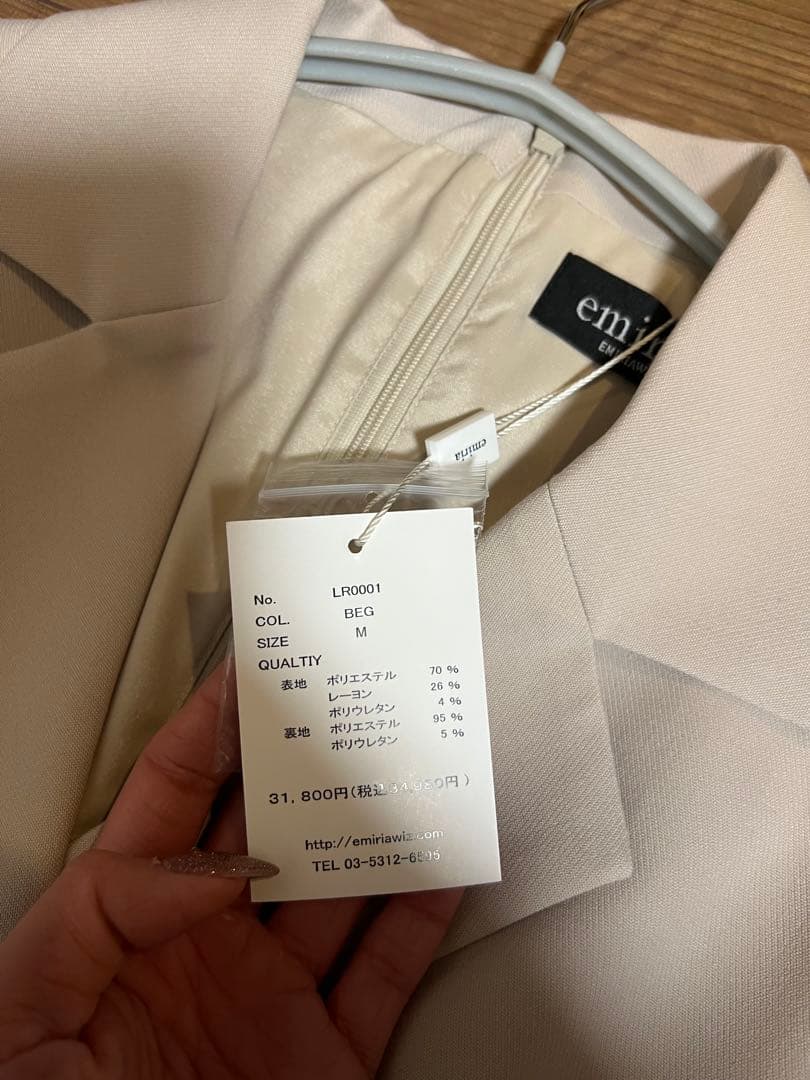 emir
EMIRIAW
emiria
No. LR0001
COL. BEG
SIZE M
QUALTIY
表地 ポリエステル 70 %
レーヨン 26 %
ポリウレタン 4 %
裏地 ポリエステル 95 %
ポリウレタン 5 %
31,800円(税込34,980円)
http://emiriawiz.com
TEL 03-5312-6505